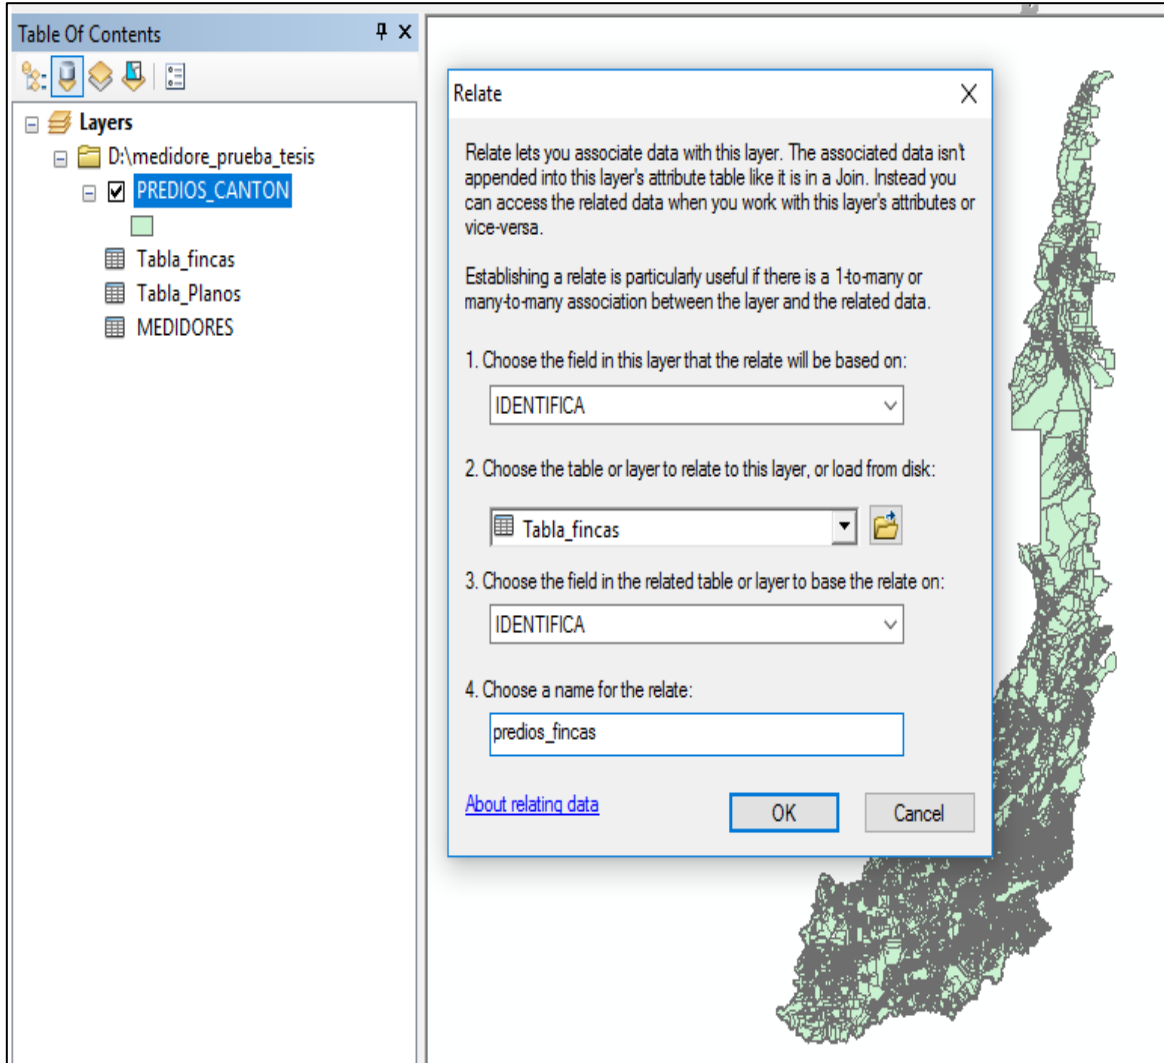 Table Of Contents
Layers
D:\medidore_prueba_tesis
PREDIOS_CANTON
Tabla_fincas
Tabla_Planos
MEDIDORES
Relate
Relate lets you associate data with this layer. The associated data isn't
appended into this layer's attribute table like it is in a Join. Instead you
can access the related data when you work with this layer's attributes or
vice-versa.
Establishing a relate is particularly useful if there is a 1-to-many or
many-to-many association between the layer and the related data.
1. Choose the field in this layer that the relate will be based on:
IDENTIFICA
2. Choose the table or layer to relate to this layer, or load from disk:
Tabla_fincas
3. Choose the field in the related table or layer to base the relate on:
IDENTIFICA
4. Choose a name for the relate:
predios_fincas
About relating data
OK
Cancel